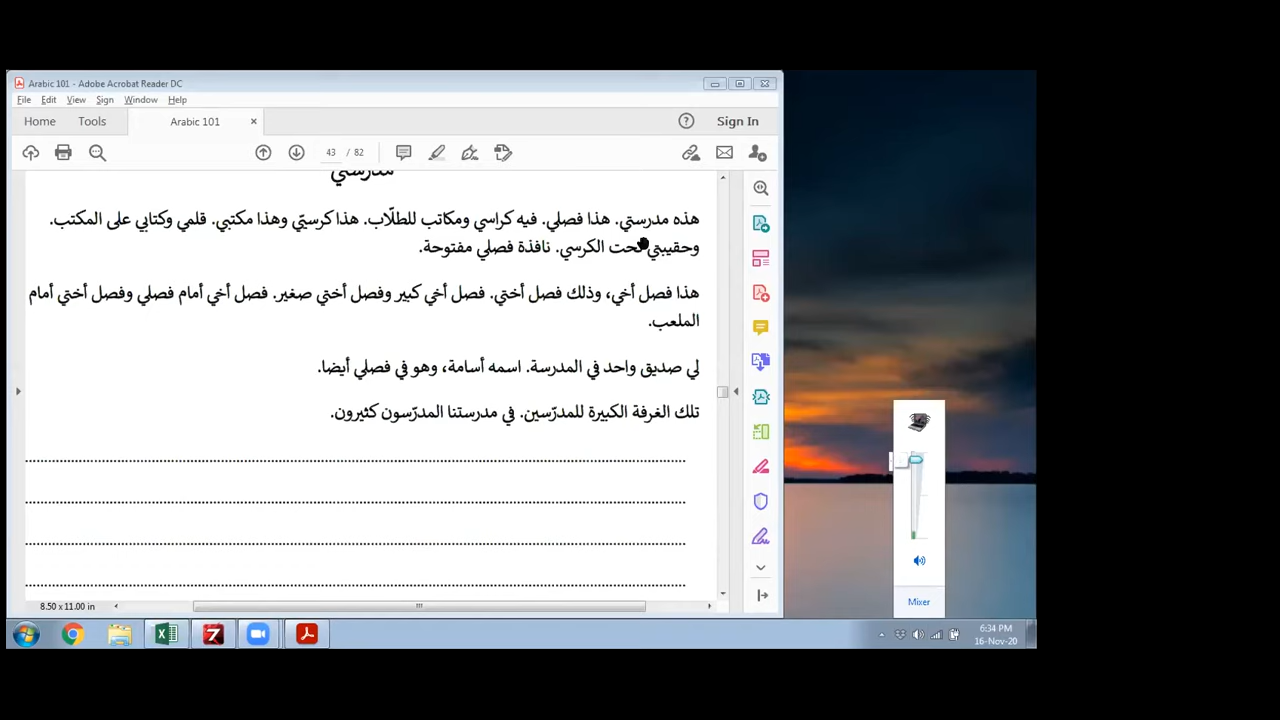 Arabic 101 - Adobe Acrobat Reader DC
File Edit View Sign Window Help
Home Tools Arabic 101 × Sign In
43 / 82
مدرستي
هذه مدرستي. هذا فصلي. فيه كراسي ومكاتب للطلّاب. هذا كرسيّي وهذا مكتبي. قلمي وكتابي على المكتب.
وحقيبتي تحت الكرسي. نافذة فصلي مفتوحة.
هذا فصل أخي، وذلك فصل أختي. فصل أخي كبير وفصل أختي صغير. فصل أخي أمام فصلي وفصل أختي أمام
الملعب.
لي صديق واحد في المدرسة. اسمه أسامة، وهو في فصلي أيضا.
تلك الغرفة الكبيرة للمدرّسين. في مدرستنا المدرّسون كثيرون.
8.50 x 11.00 in
Mixer
6:34 PM
16-Nov-20